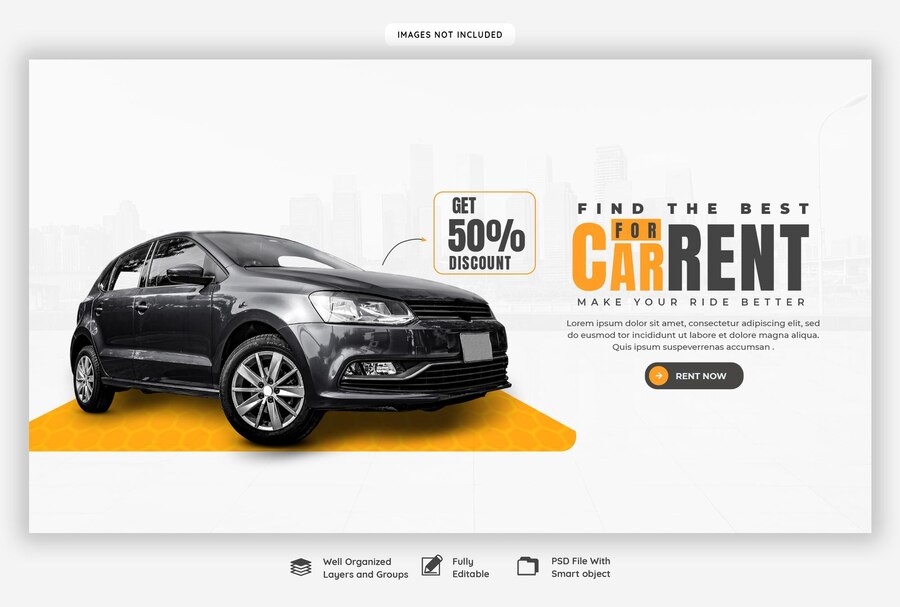 IMAGES NOT INCLUDED
GET
50%
DISCOUNT
FIND THE BEST
FOR
CAR RENT
MAKE YOUR RIDE BETTER
Lorem ipsum dolor sit amet, consectetur adipiscing elit, sed
do eusmod tor incididunt ut labore et dolore magna aliqua.
Quis ipsum suspeverrenas accumsan .
RENT NOW
Well Organized
Layers and Groups
Fully
Editable
PSD File With
Smart object